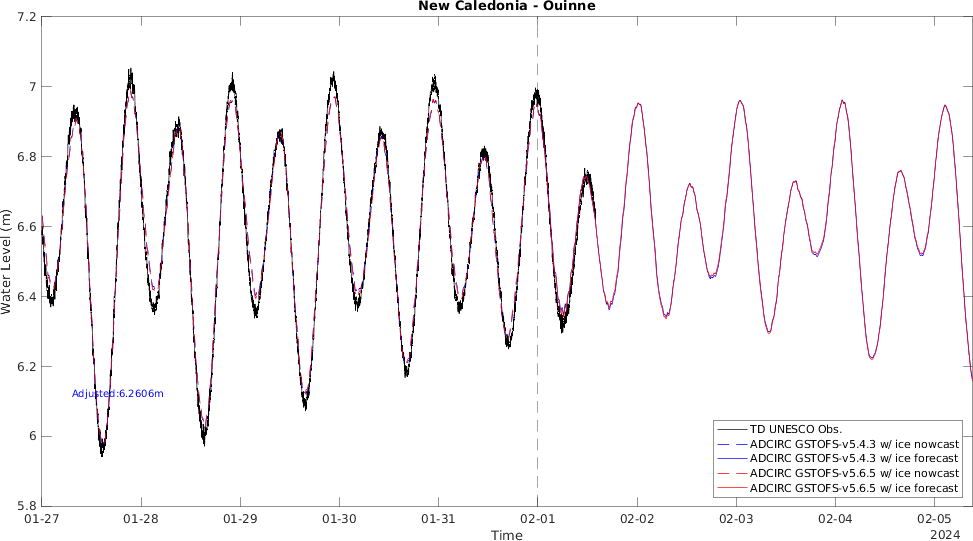 New Caledonia - Ouinne
7.2
7
6.8
6.6
6.4
6.2
6
5.8
Water Level (m)
Adjusted:6.2606m
TD UNESCO Obs.
ADCIRC GSTOFS-v5.4.3 w/ ice nowcast
ADCIRC GSTOFS-v5.4.3 w/ ice forecast
ADCIRC GSTOFS-v5.6.5 w/ ice nowcast
ADCIRC GSTOFS-v5.6.5 w/ ice forecast
01-27 01-28 01-29 01-30 01-31 02-01 02-02 02-03 02-04 02-05
2024
Time